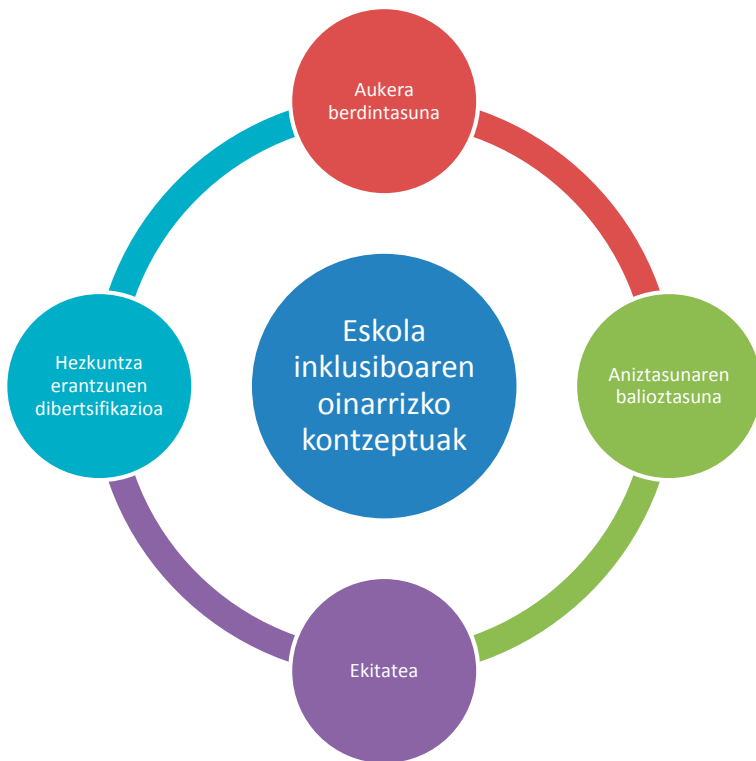 Aukera
berdintasuna
Hezkuntza
erantzunen
dibertsifikazioa
Eskola
inklusiboaren
oinarrizko
kontzeptuak
Aniztasunaren
balioztasuna
Ekitatea